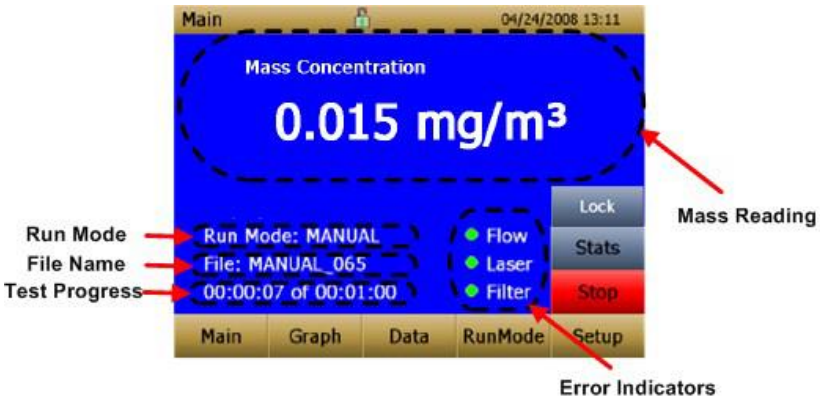 Main 04/24/2008 13:11
Mass Concentration
0.015 mg/m³
Mass Reading
Lock
Run Mode
Run Mode: MANUAL
Flow
Stats
File Name
File: MANUAL_065
Laser
Test Progress
00:00:07 of 00:01:00
Filter
Stop
Main Graph Data RunMode Setup
Error Indicators